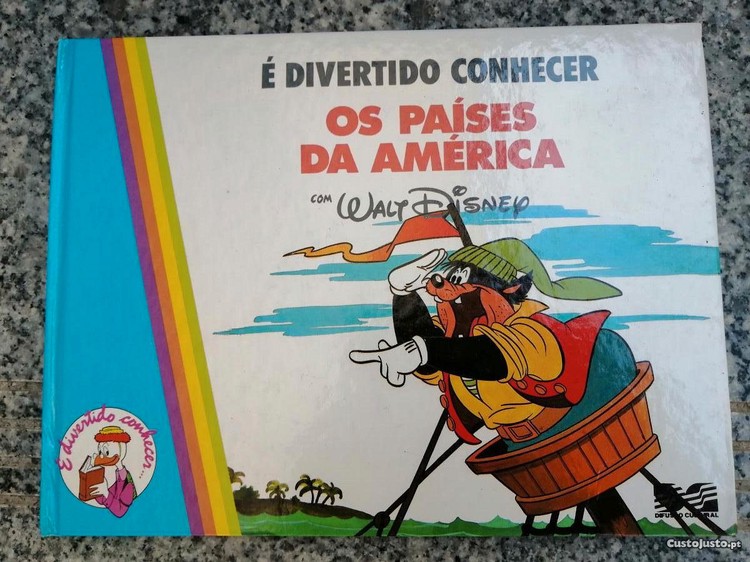 É DIVERTIDO CONHECER
OS PAÍSES
DA AMÉRICA
COM WALT DISNEY
É divertido conhecer...
DIFUSÃO CULTURAL
CustoJusto.pt